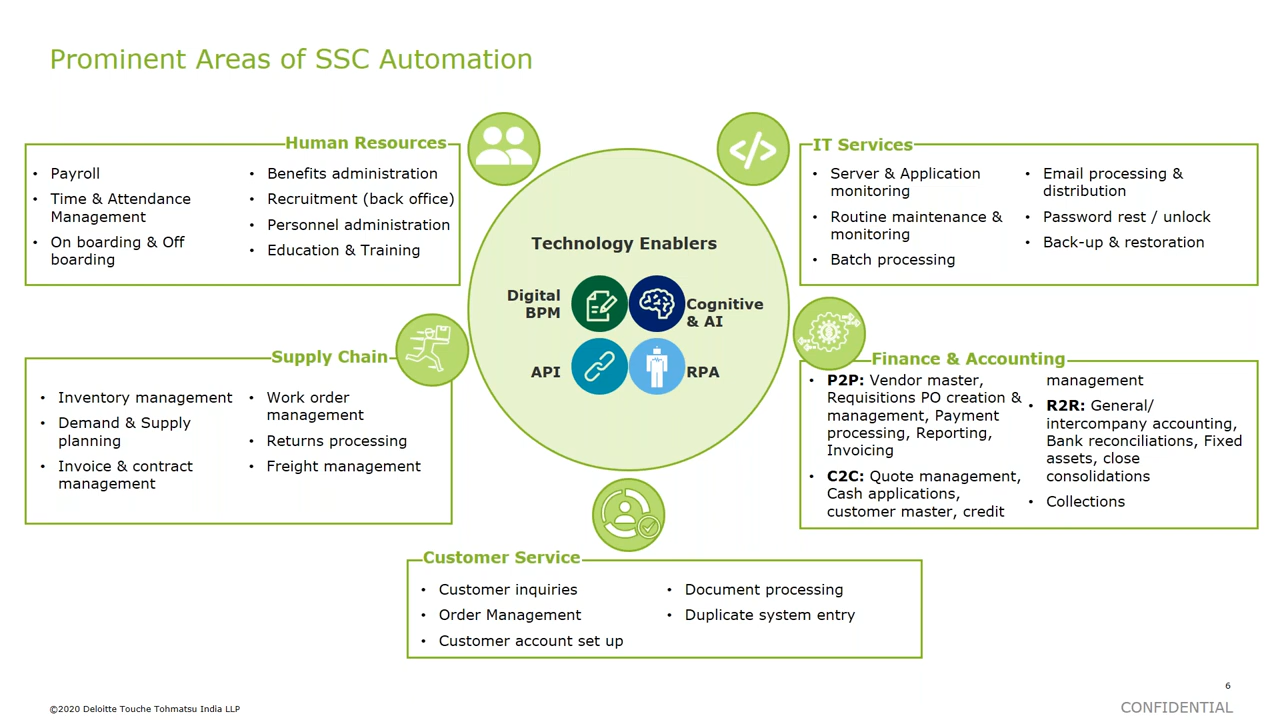 Prominent Areas of SSC Automation
Human Resources
• Payroll
• Time & Attendance
Management
• On boarding & Off
boarding
• Benefits administration
• Recruitment (back office)
• Personnel administration
• Education & Training
IT Services
• Server & Application
monitoring
• Routine maintenance &
monitoring
• Batch processing
• Email processing &
distribution
• Password rest / unlock
• Back-up & restoration
Technology Enablers
Digital
BPM
Cognitive
& AI
API
RPA
Supply Chain
• Inventory management
• Demand & Supply
planning
• Invoice & contract
management
• Work order
management
• Returns processing
• Freight management
Finance & Accounting
• P2P: Vendor master,
Requisitions PO creation &
management, Payment
processing, Reporting,
Invoicing
• C2C: Quote management,
Cash applications,
customer master, credit
management
• R2R: General/
intercompany accounting,
Bank reconciliations, Fixed
assets, close
consolidations
• Collections
Customer Service
• Customer inquiries
• Order Management
• Customer account set up
• Document processing
• Duplicate system entry
6
©2020 Deloitte Touche Tohmatsu India LLP
CONFIDENTIAL